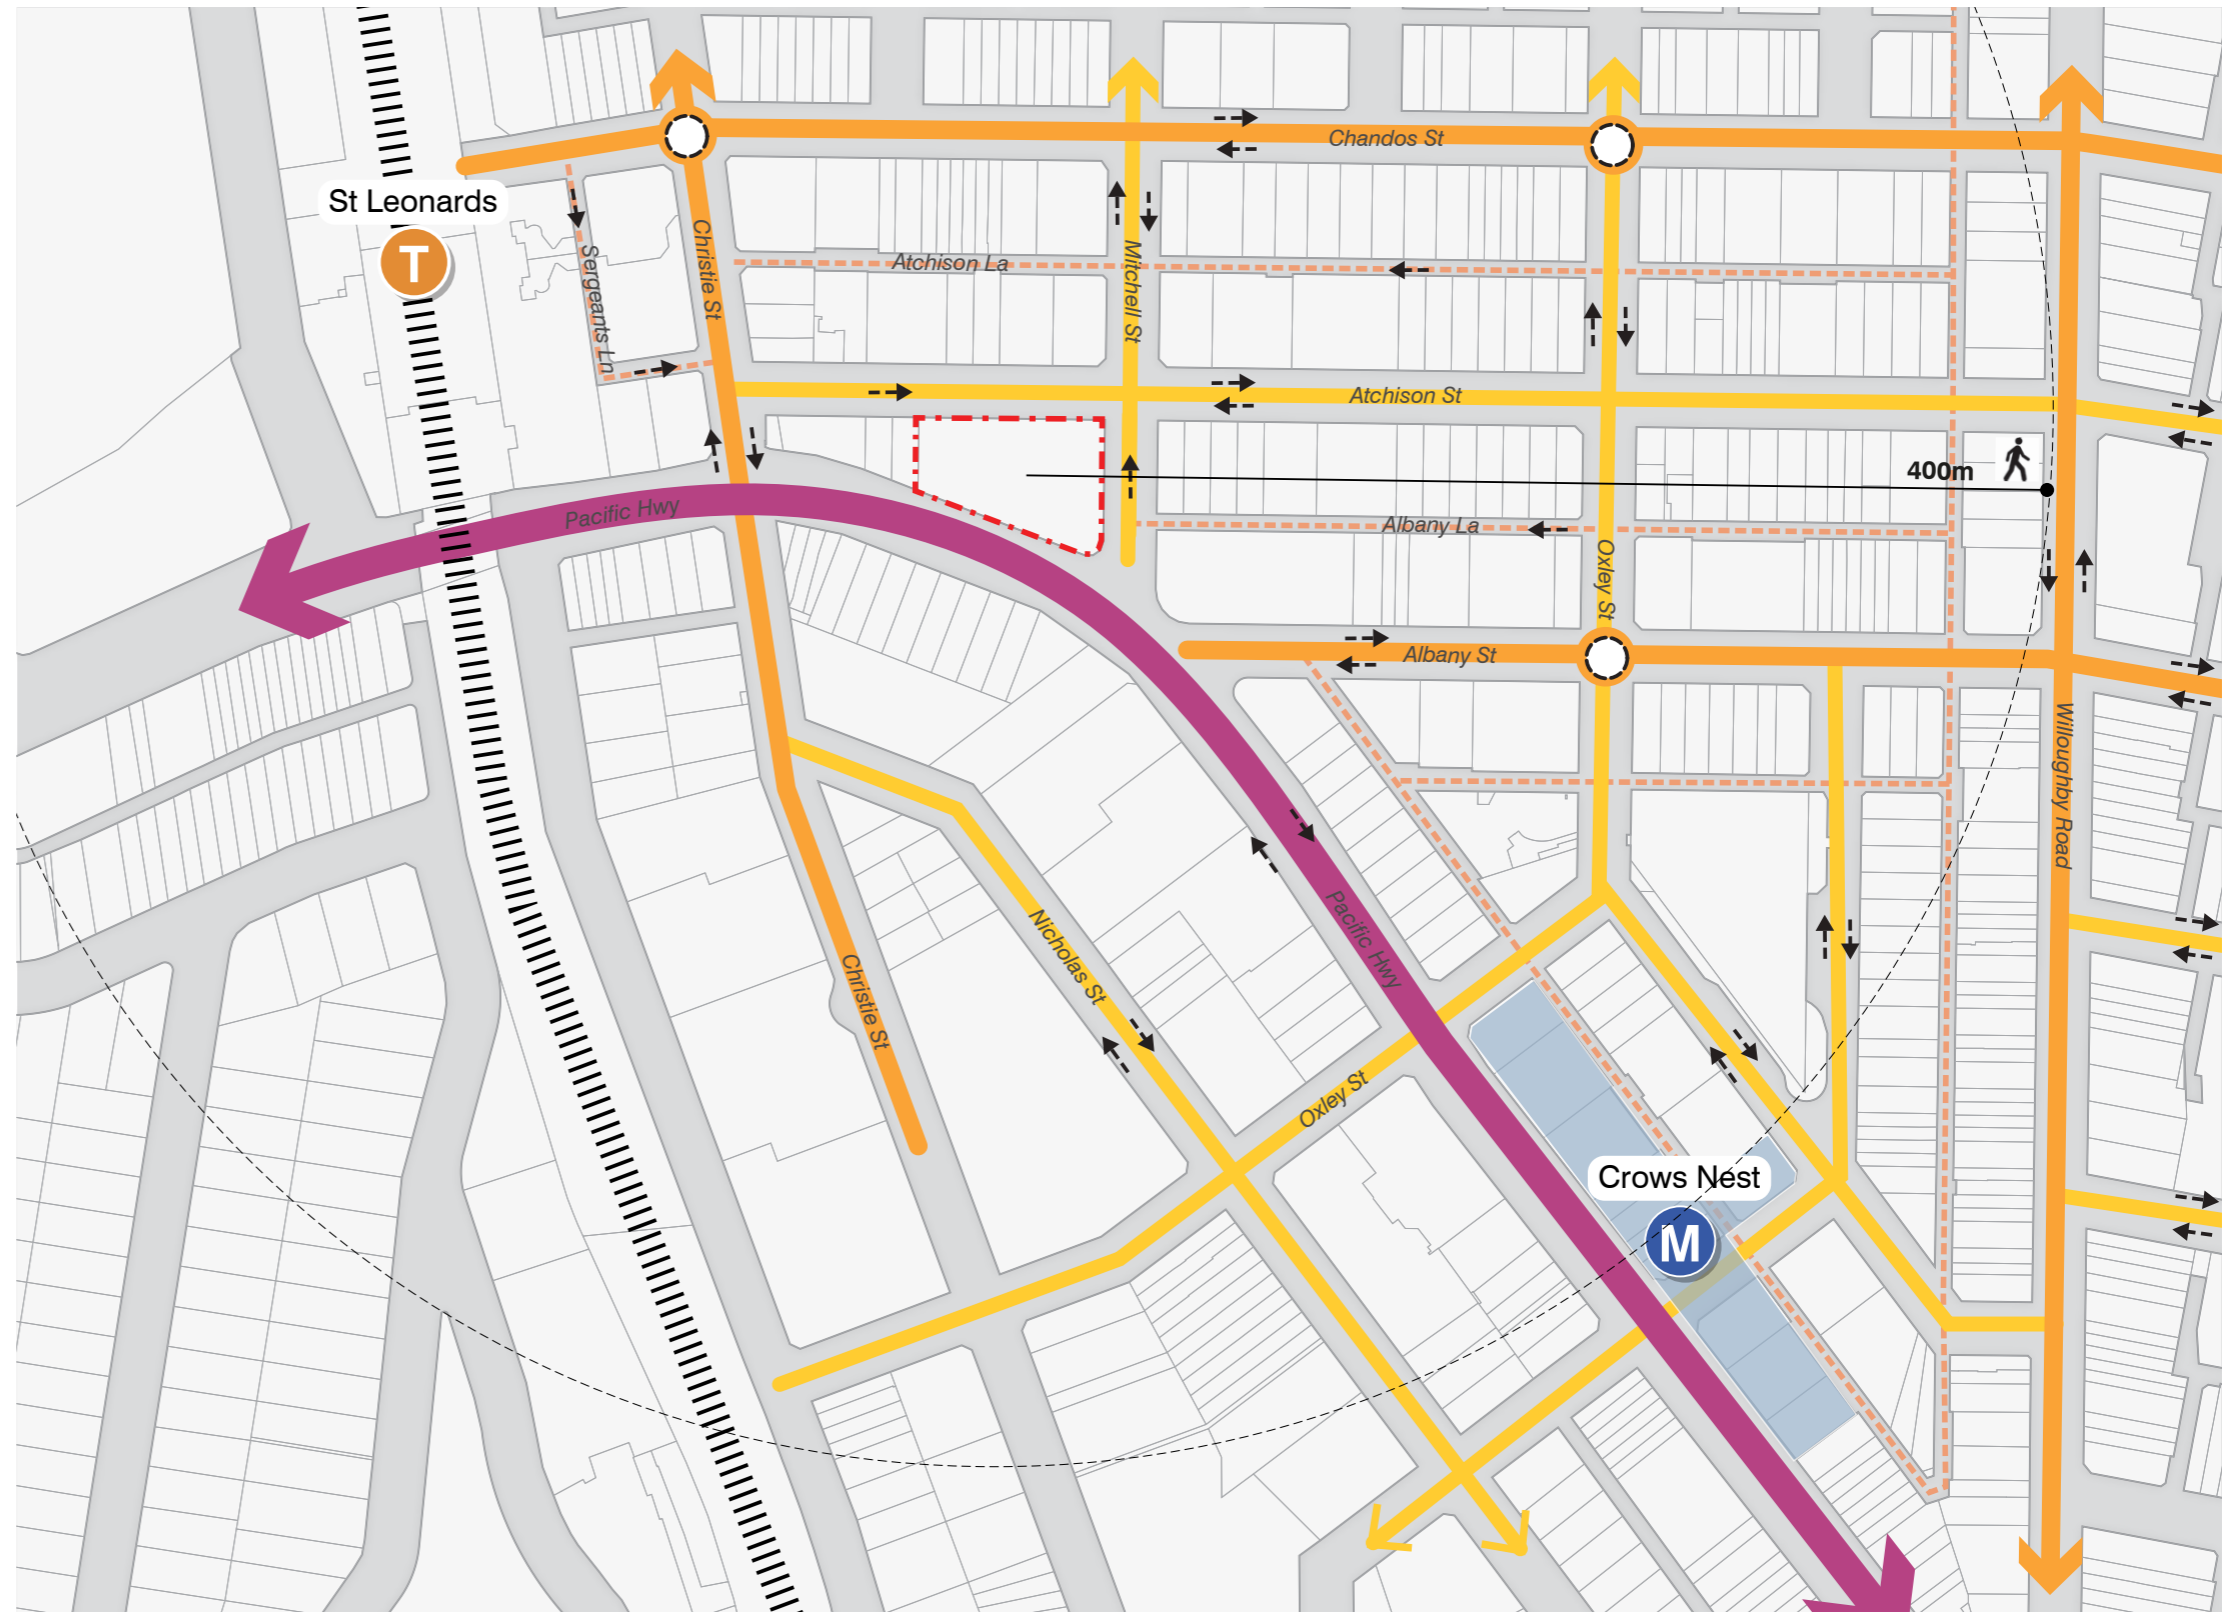 Chandos St
St Leonards
T
Christie St
Sergeants Ln
Atchison La
Mitchell St
Atchison St
400m
Pacific Hwy
Albany La
Oxley St
Albany St
Willoughby Road
Pacific Hwy
Nicholas St
Christie St
Oxley St
Crows Nest
M